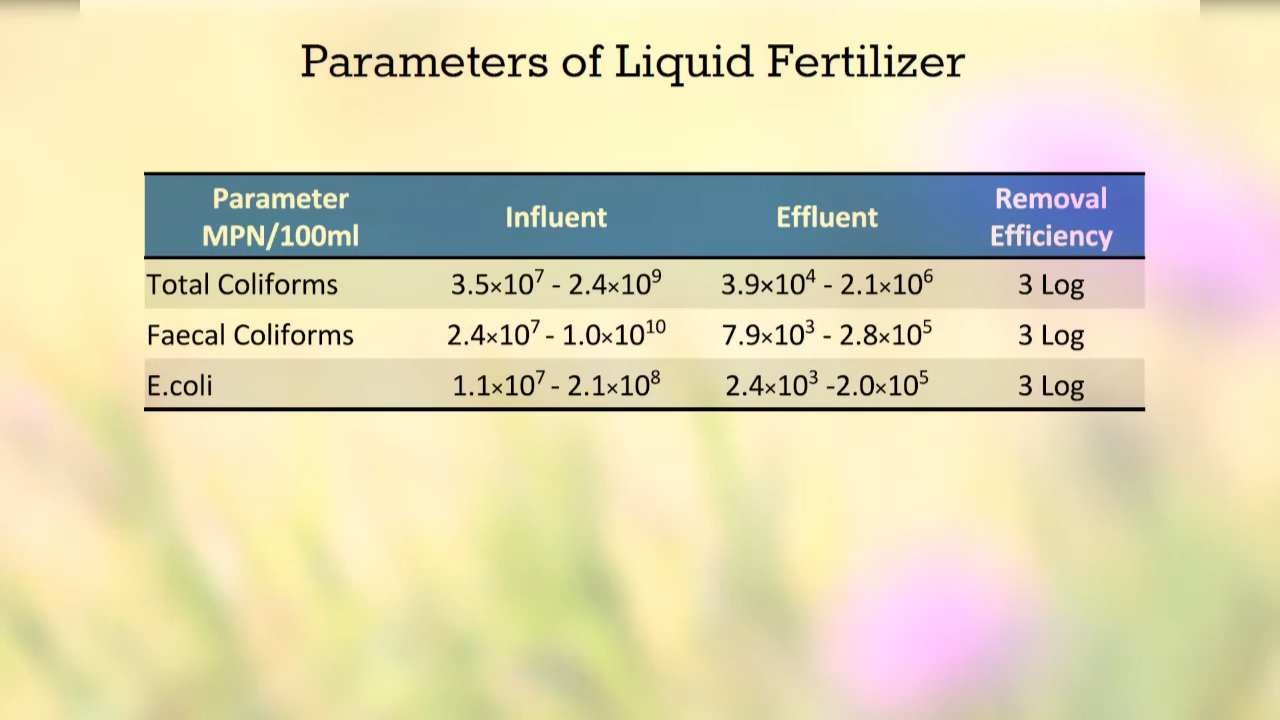 Parameters of Liquid Fertilizer
Parameter MPN/100ml Influent Effluent Removal Efficiency
Total Coliforms 3.5×10⁷ - 2.4×10⁹ 3.9×10⁴ - 2.1×10⁶ 3 Log
Faecal Coliforms 2.4×10⁷ - 1.0×10¹⁰ 7.9×10³ - 2.8×10⁵ 3 Log
E.coli 1.1×10⁷ - 2.1×10⁸ 2.4×10³ -2.0×10⁵ 3 Log